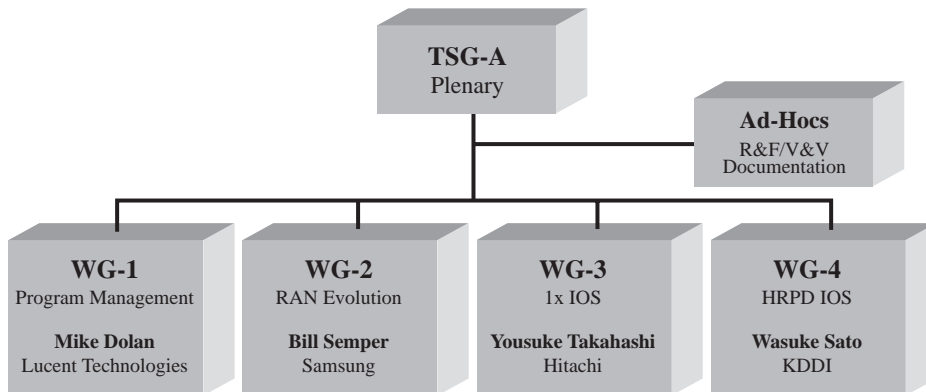 TSG-A
Plenary
Ad-Hocs
R&F/V&V
Documentation
WG-1
Program Management
Mike Dolan
Lucent Technologies
WG-2
RAN Evolution
Bill Semper
Samsung
WG-3
1x IOS
Yousuke Takahashi
Hitachi
WG-4
HRPD IOS
Wasuke Sato
KDDI